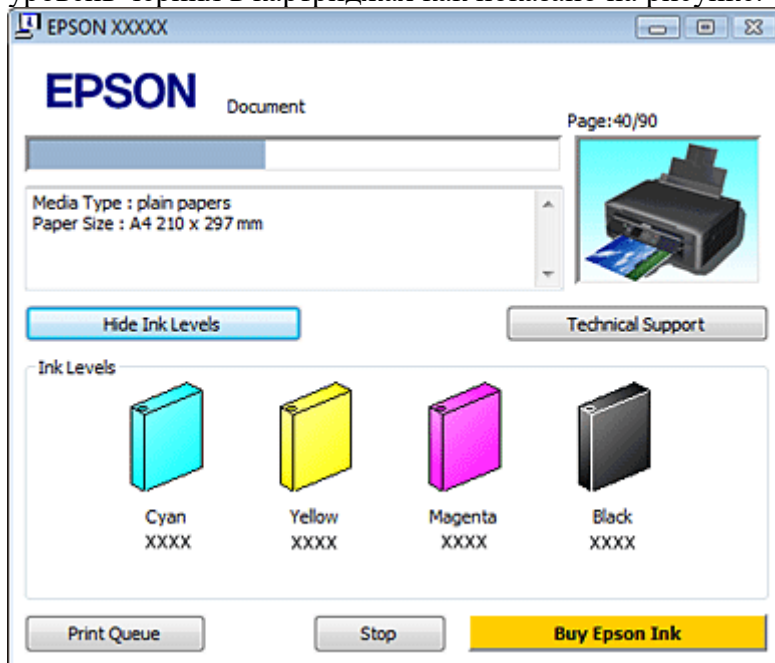 EPSON XXXXX
EPSON
Document
Page:40/90
Media Type : plain papers
Paper Size : A4 210 x 297 mm
Hide Ink Levels
Technical Support
Ink Levels
Cyan
XXXX
Yellow
XXXX
Magenta
XXXX
Black
XXXX
Print Queue
Stop
Buy Epson Ink